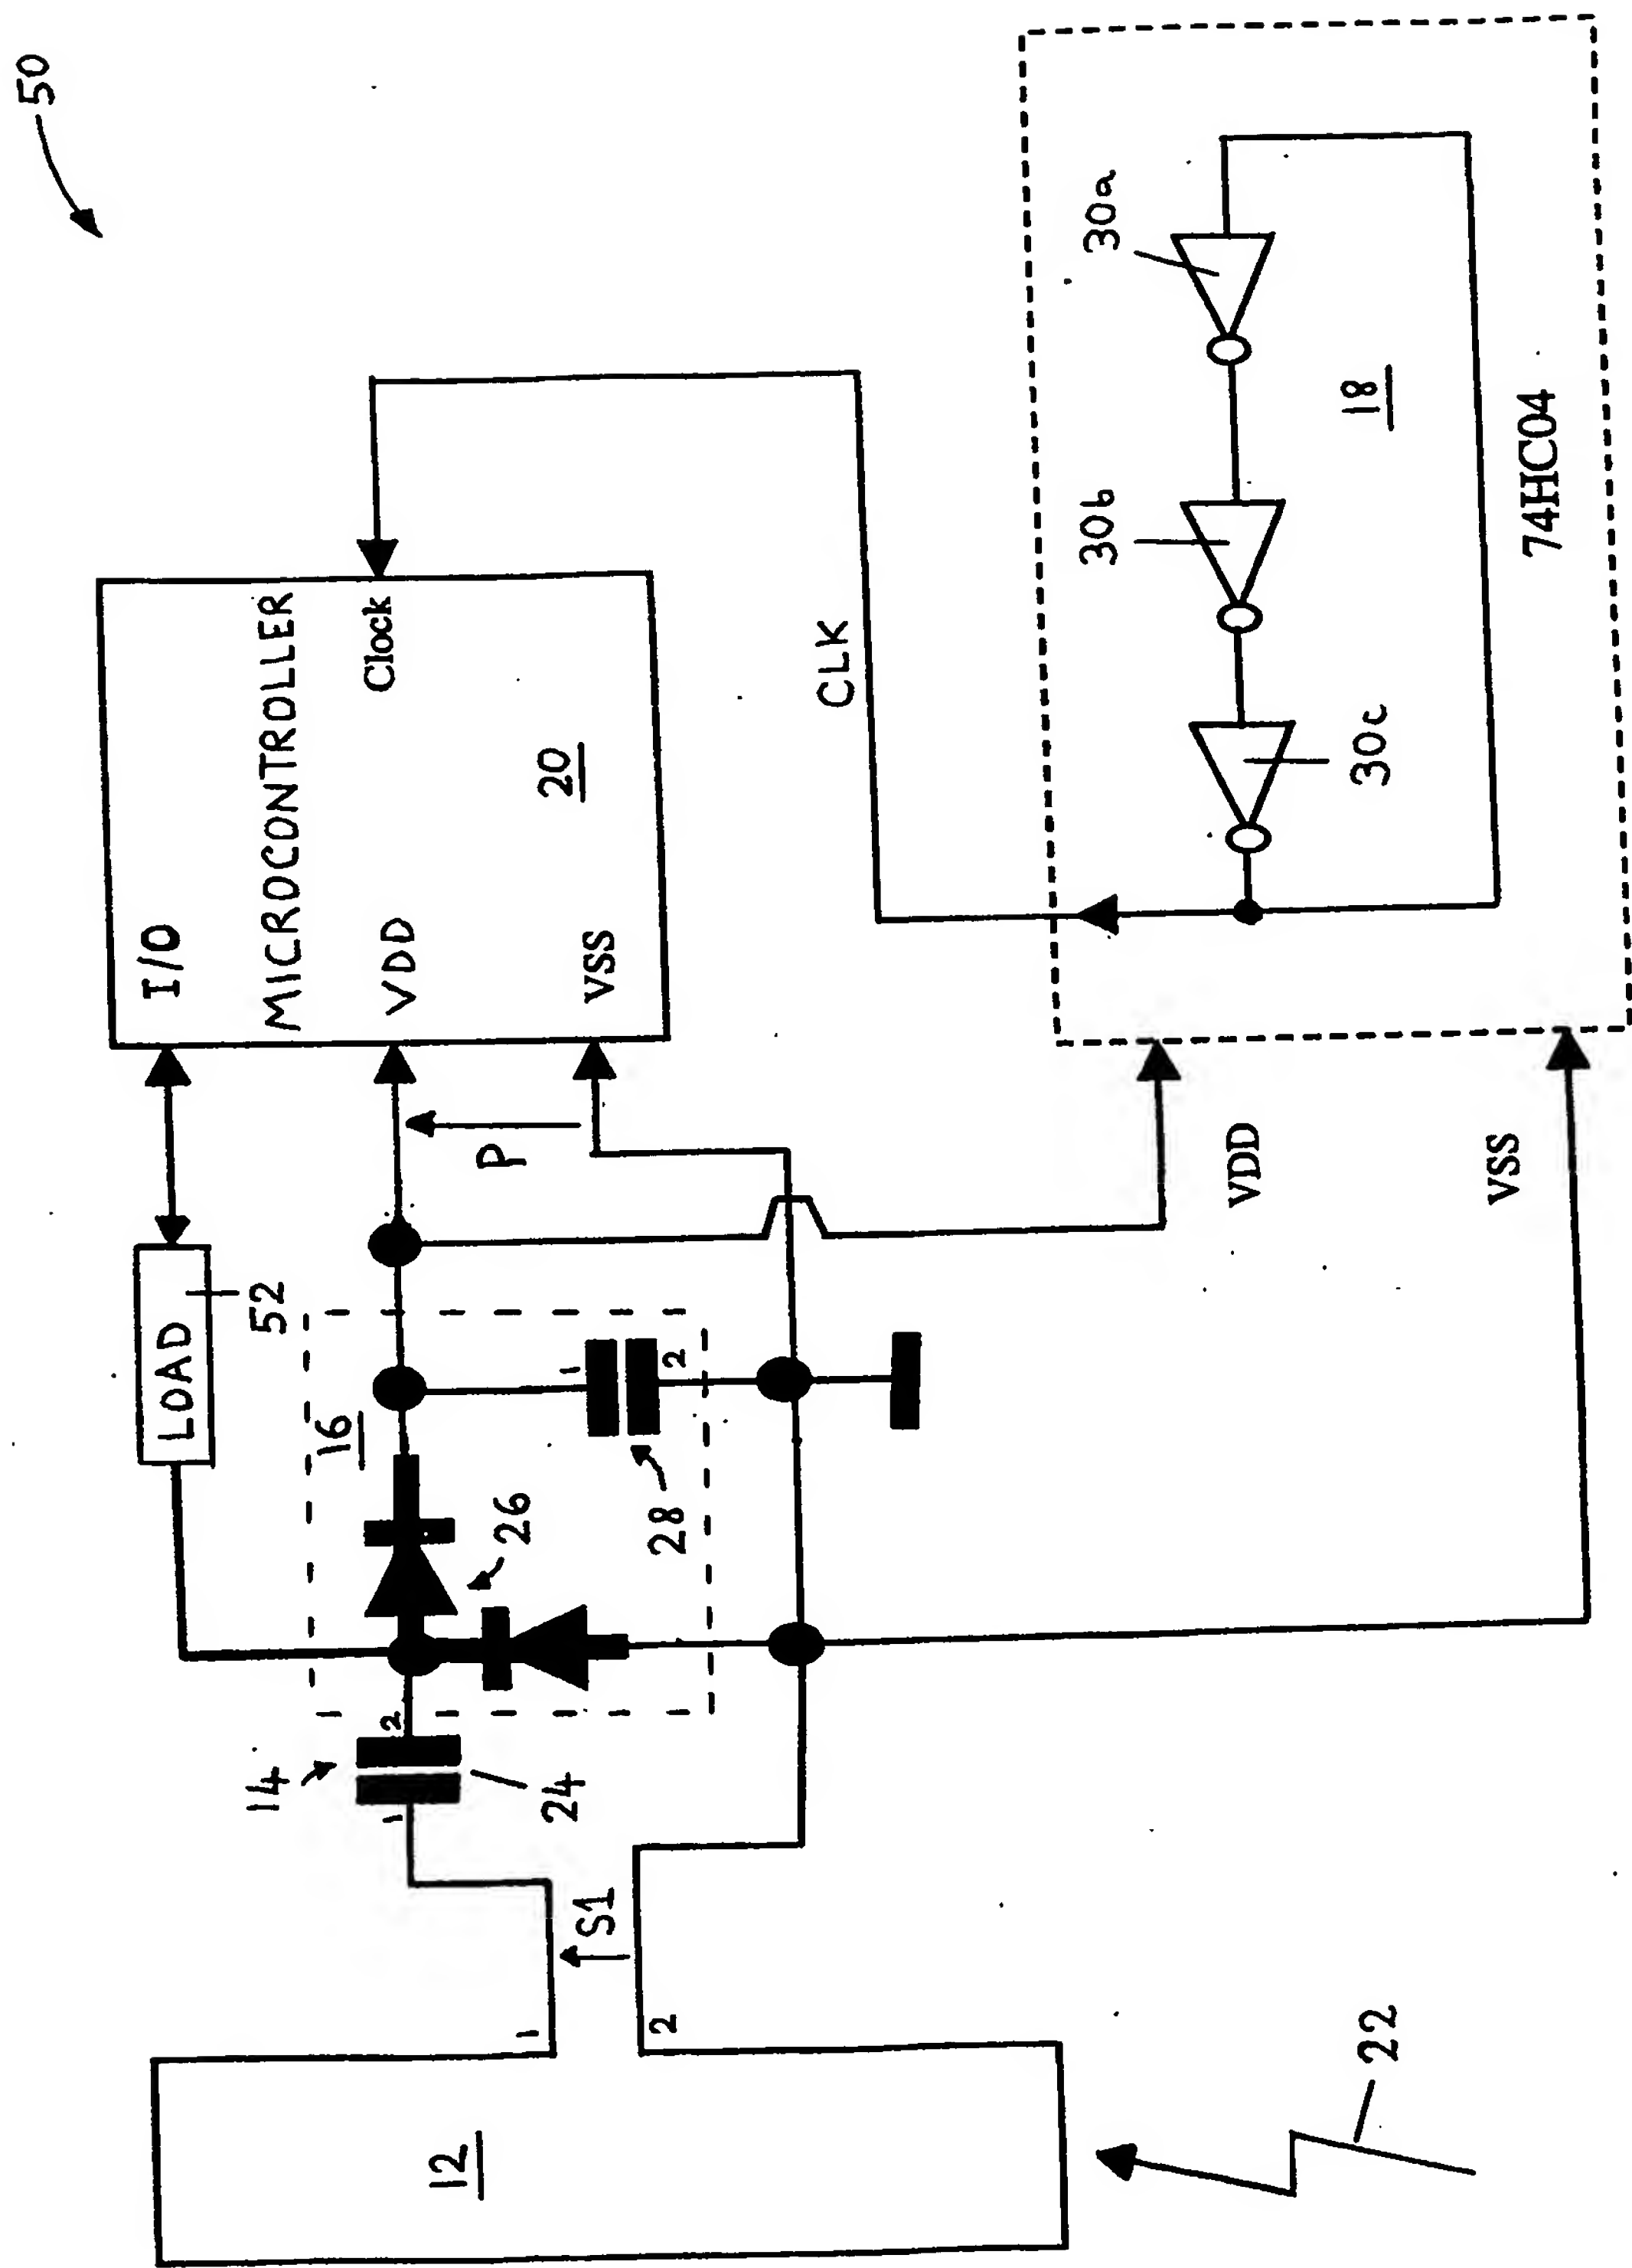 50
LOAD
52
I/O
MICROCONTROLLER
VDD
Clock
20
VSS
P
16
14
1
2
24
26
28
1
2
CLK
12
1
2
S1
22
VDD
VSS
30a
30b
30c
18
74HC04